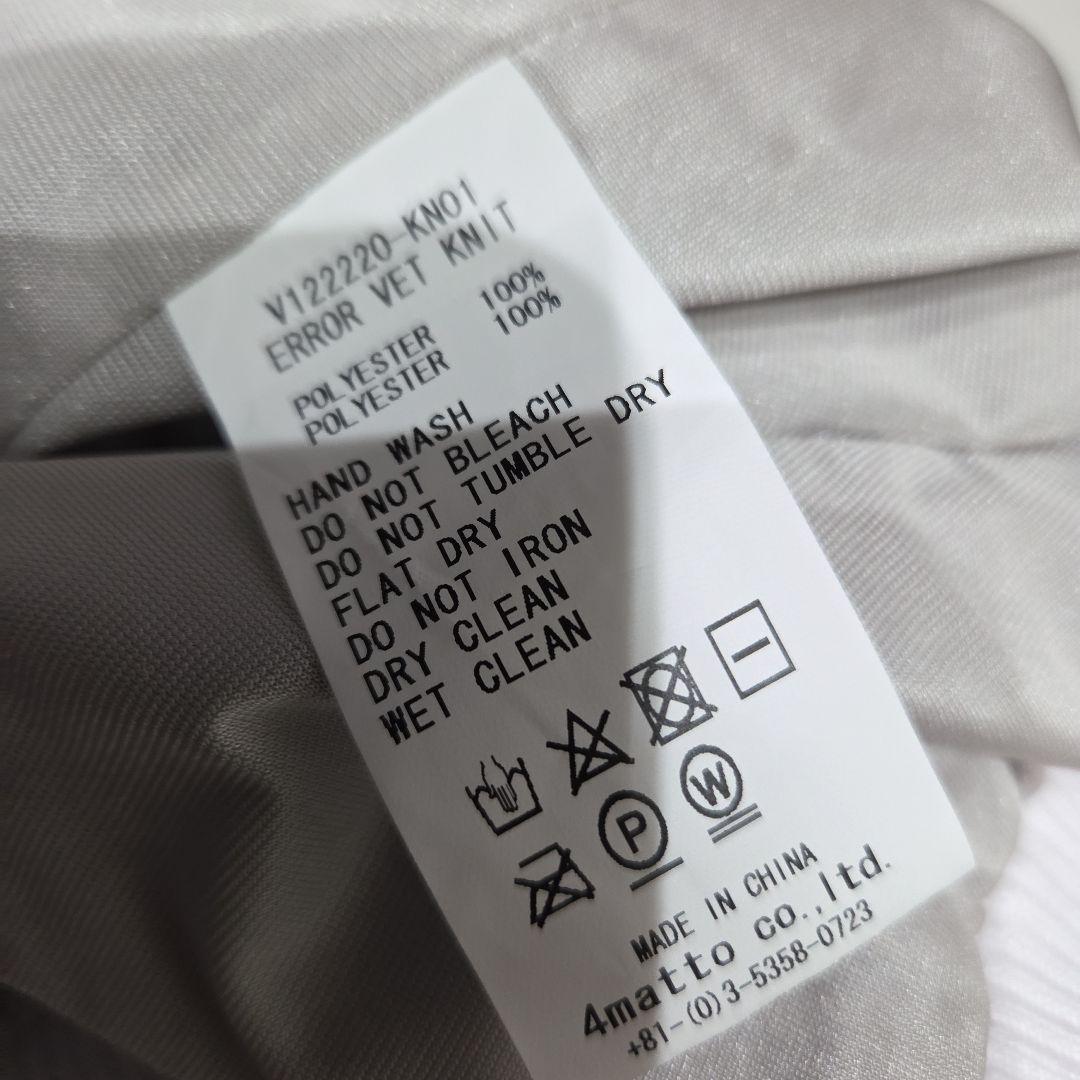 V122220-KN01
ERROR VET KNIT
POLYESTER 100%
POLYESTER 100%
HAND WASH
DO NOT BLEACH
DO NOT TUMBLE DRY
FLAT DRY
DO NOT IRON
DRY CLEAN
WET CLEAN
P
W
MADE IN CHINA
4matto co.,ltd.
+81-(0)3-5358-0723